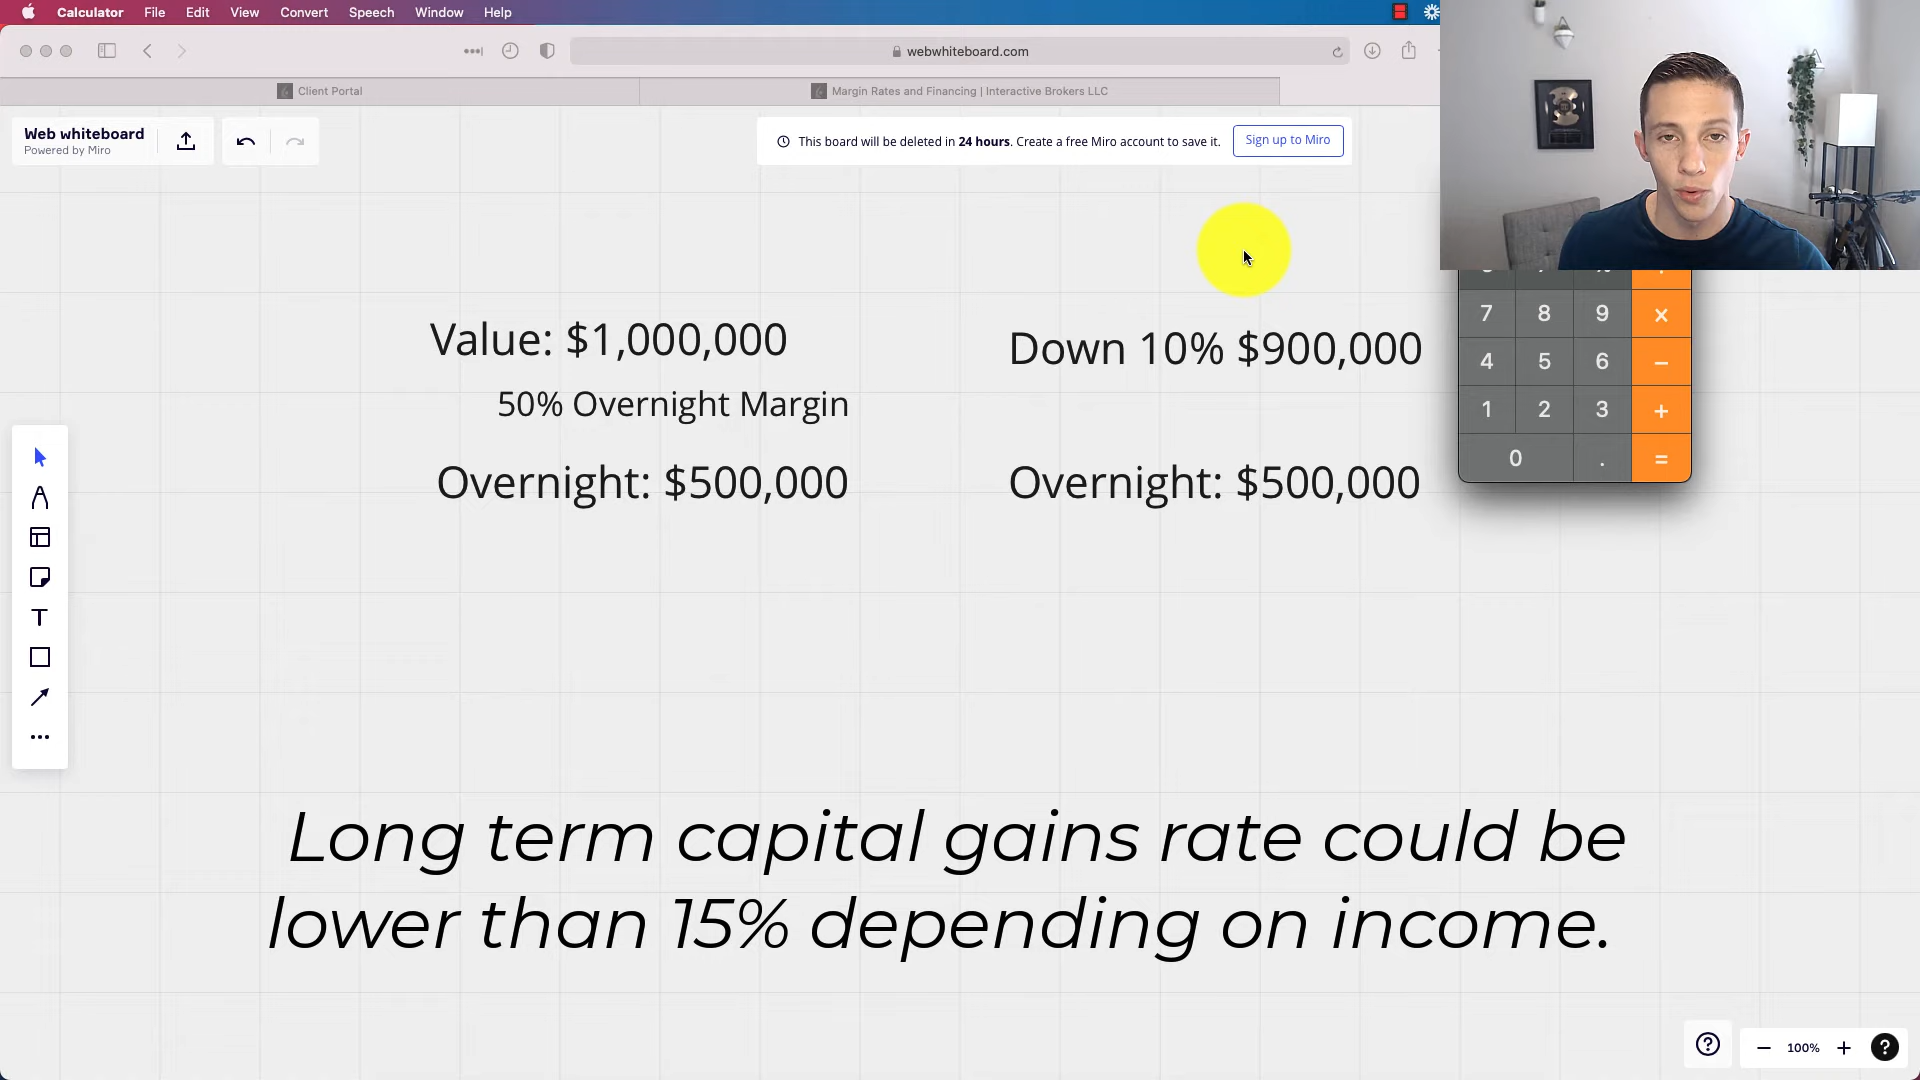 Calculator File Edit View Convert Speech Window Help
webwhiteboard.com
Client Portal
Margin Rates and Financing | Interactive Brokers LLC
Web whiteboard
Powered by Miro
This board will be deleted in 24 hours. Create a free Miro account to save it.
Sign up to Miro
Value: $1,000,000
50% Overnight Margin
Overnight: $500,000
Down 10% $900,000
Overnight: $500,000
7 8 9 ×
4 5 6 −
1 2 3 +
0 . =
T
Long term capital gains rate could be
lower than 15% depending on income.
? − 100% + ?